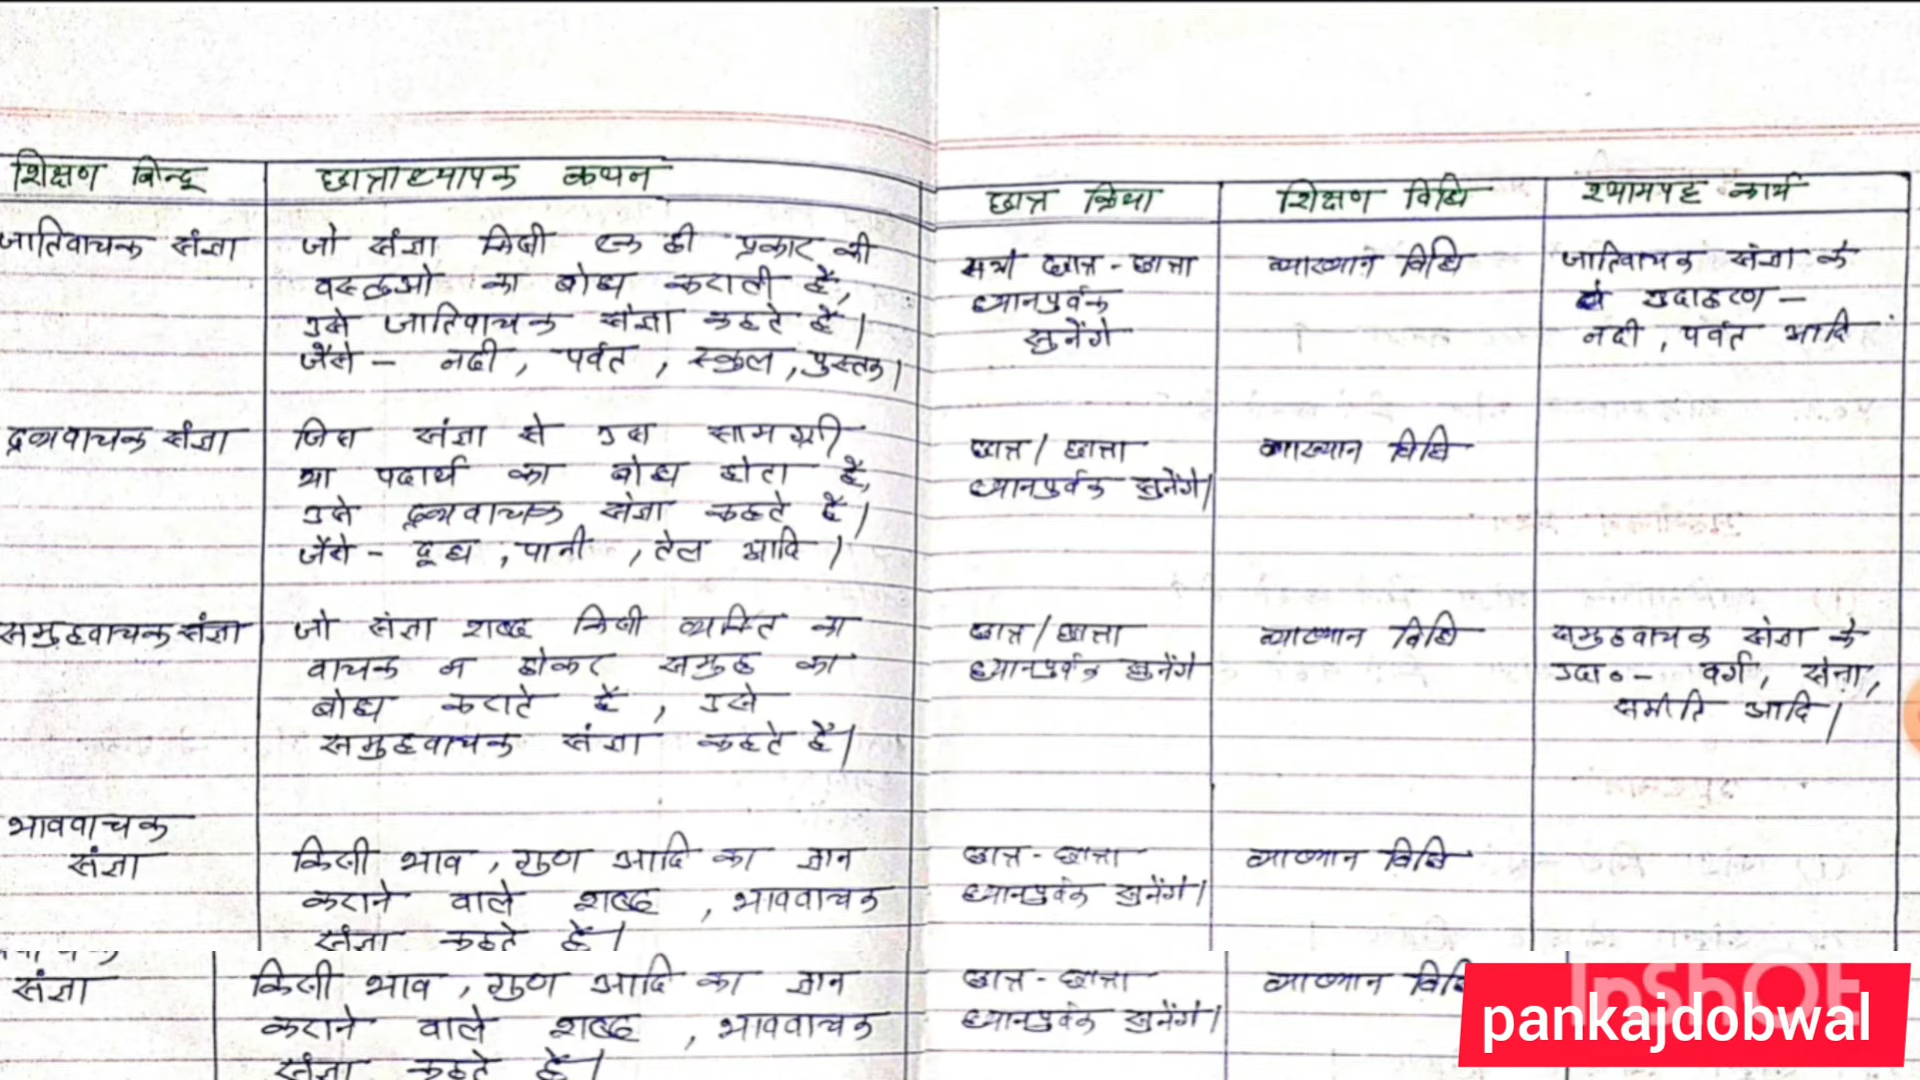 शिक्षण बिन्दू
छात्राध्यापक कथन
छात्र क्रिया
शिक्षण विधि
श्यामपट्ट कार्य
जातिवाचक संज्ञा
जो संज्ञा किसी एक ही प्रकार की
वस्तुओ का बोध कराती है,
उसे जातिवाचक संज्ञा कहते है।
जैसे - नदी, पर्वत, स्कूल, पुस्तक।
सभी छात्र - छात्रा
ध्यानपुर्वक
सुनेंगे
व्याख्यान विधि
जातिवाचक संज्ञा के
उदाहरण -
नदी, पर्वत आदि
द्रव्यवाचक संज्ञा
जिस संज्ञा से उस सामग्री
या पदार्थ का बोध होता है,
उसे द्रव्यवाचक संज्ञा कहते है।
जैसे - दूध, पानी, तेल आदि।
छात्र / छात्रा
ध्यानपुर्वक सुनेंगे।
व्याख्यान विधि
समुहवाचक संज्ञा
जो संज्ञा शब्द किसी व्यक्ति का
वाचक न होकर समुह का
बोध कराते है, उसे
समुहवाचक संज्ञा कहते है।
छात्र / छात्रा
ध्यानपुर्वक सुनेंगे
व्याख्यान विधि
समुहवाचक संज्ञा के
उदा० - वर्ग, सेना,
समीति आदि।
भाववाचक
संज्ञा
किसी भाव, गुण आदि का ज्ञान
कराने वाले शब्द, भाववाचक
संज्ञा कहते है।
छात्र - छात्रा
ध्यानपुर्वक सुनेंगे।
व्याख्यान विधि
संज्ञा
किसी भाव, गुण आदि का ज्ञान
कराने वाले शब्द, भाववाचक
संज्ञा कहते है।
छात्र - छात्रा
ध्यानपुर्वक सुनेंगे।
व्याख्यान विधि
InShOt
pankajdobwal